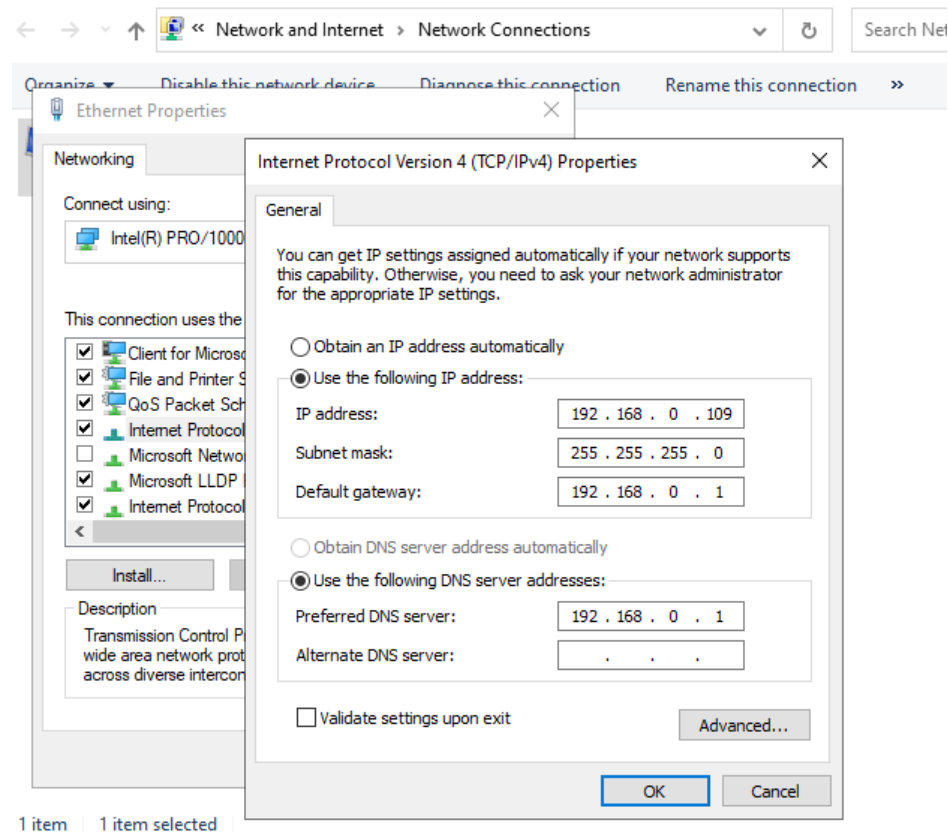 « Network and Internet › Network Connections
Search Net
Organize Disable this network device Diagnose this connection Rename this connection »
Ethernet Properties
Networking
Connect using:
Intel(R) PRO/1000
This connection uses the
Client for Microso
File and Printer S
QoS Packet Sch
Internet Protocol
Microsoft Networ
Microsoft LLDP
Internet Protocol
Install...
Description
Transmission Control P
wide area network prot
across diverse intercon
Internet Protocol Version 4 (TCP/IPv4) Properties
General
You can get IP settings assigned automatically if your network supports
this capability. Otherwise, you need to ask your network administrator
for the appropriate IP settings.
Obtain an IP address automatically
Use the following IP address:
IP address: 192 . 168 . 0 . 109
Subnet mask: 255 . 255 . 255 . 0
Default gateway: 192 . 168 . 0 . 1
Obtain DNS server address automatically
Use the following DNS server addresses:
Preferred DNS server: 192 . 168 . 0 . 1
Alternate DNS server: . . .
Validate settings upon exit
Advanced...
OK Cancel
1 item 1 item selected